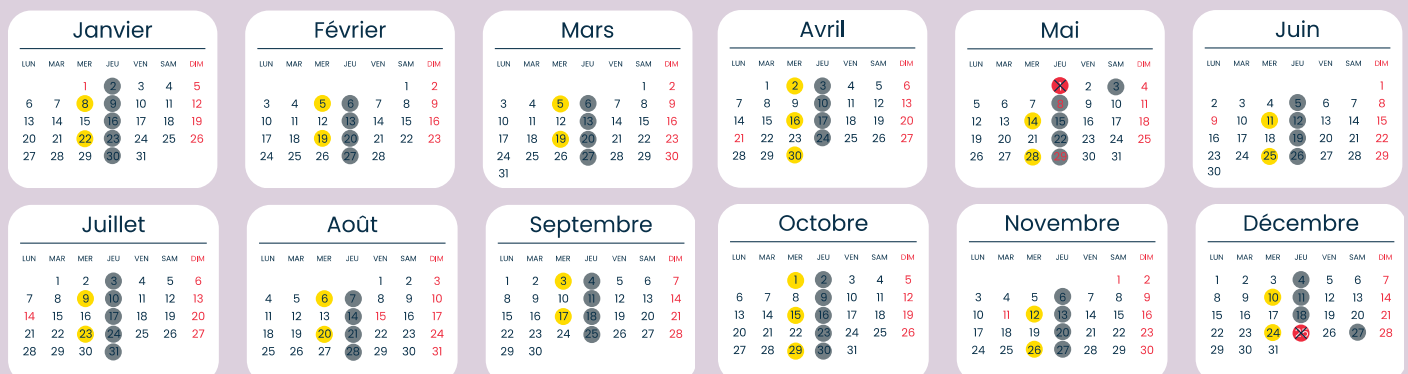 Janvier
LUN MAR MER JEU VEN SAM DIM
1 2 3 4 5
6 7 8 9 10 11 12
13 14 15 16 17 18 19
20 21 22 23 24 25 26
27 28 29 30 31
Février
LUN MAR MER JEU VEN SAM DIM
1 2
3 4 5 6 7 8 9
10 11 12 13 14 15 16
17 18 19 20 21 22 23
24 25 26 27 28
Mars
LUN MAR MER JEU VEN SAM DIM
1 2
3 4 5 6 7 8 9
10 11 12 13 14 15 16
17 18 19 20 21 22 23
24 25 26 27 28 29 30
31
Avril
LUN MAR MER JEU VEN SAM DIM
1 2 3 4 5 6
7 8 9 10 11 12 13
14 15 16 17 18 19 20
21 22 23 24 25 26 27
28 29 30
Mai
LUN MAR MER JEU VEN SAM DIM
2 3 4
5 6 7 8 9 10 11
12 13 14 15 16 17 18
19 20 21 22 23 24 25
26 27 28 29 30 31
Juin
LUN MAR MER JEU VEN SAM DIM
1
2 3 4 5 6 7 8
9 10 11 12 13 14 15
16 17 18 19 20 21 22
23 24 25 26 27 28 29
30
Juillet
LUN MAR MER JEU VEN SAM DIM
1 2 3 4 5 6
7 8 9 10 11 12 13
14 15 16 17 18 19 20
21 22 23 24 25 26 27
28 29 30 31
Août
LUN MAR MER JEU VEN SAM DIM
1 2 3
4 5 6 7 8 9 10
11 12 13 14 15 16 17
18 19 20 21 22 23 24
25 26 27 28 29 30 31
Septembre
LUN MAR MER JEU VEN SAM DIM
1 2 3 4 5 6 7
8 9 10 11 12 13 14
15 16 17 18 19 20 21
22 23 24 25 26 27 28
29 30
Octobre
LUN MAR MER JEU VEN SAM DIM
1 2 3 4 5
6 7 8 9 10 11 12
13 14 15 16 17 18 19
20 21 22 23 24 25 26
27 28 29 30 31
Novembre
LUN MAR MER JEU VEN SAM DIM
1 2
3 4 5 6 7 8 9
10 11 12 13 14 15 16
17 18 19 20 21 22 23
24 25 26 27 28 29 30
Décembre
LUN MAR MER JEU VEN SAM DIM
1 2 3 4 5 6 7
8 9 10 11 12 13 14
15 16 17 18 19 20 21
22 23 24 26 27 28
29 30 31